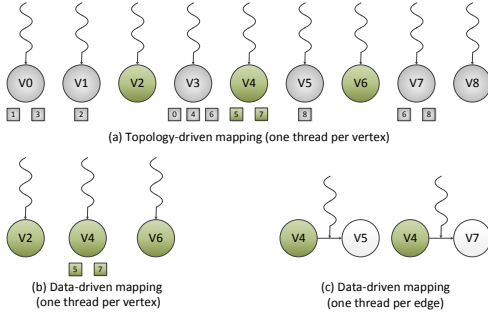 V0 V1 V2 V3 V4 V5 V6 V7 V8
1 3 2 0 4 6 5 7 8 6 8
(a) Topology-driven mapping (one thread per vertex)
V2 V4 V6
5 7
(b) Data-driven mapping
(one thread per vertex)
V4 V5 V4 V7
(c) Data-driven mapping
(one thread per edge)